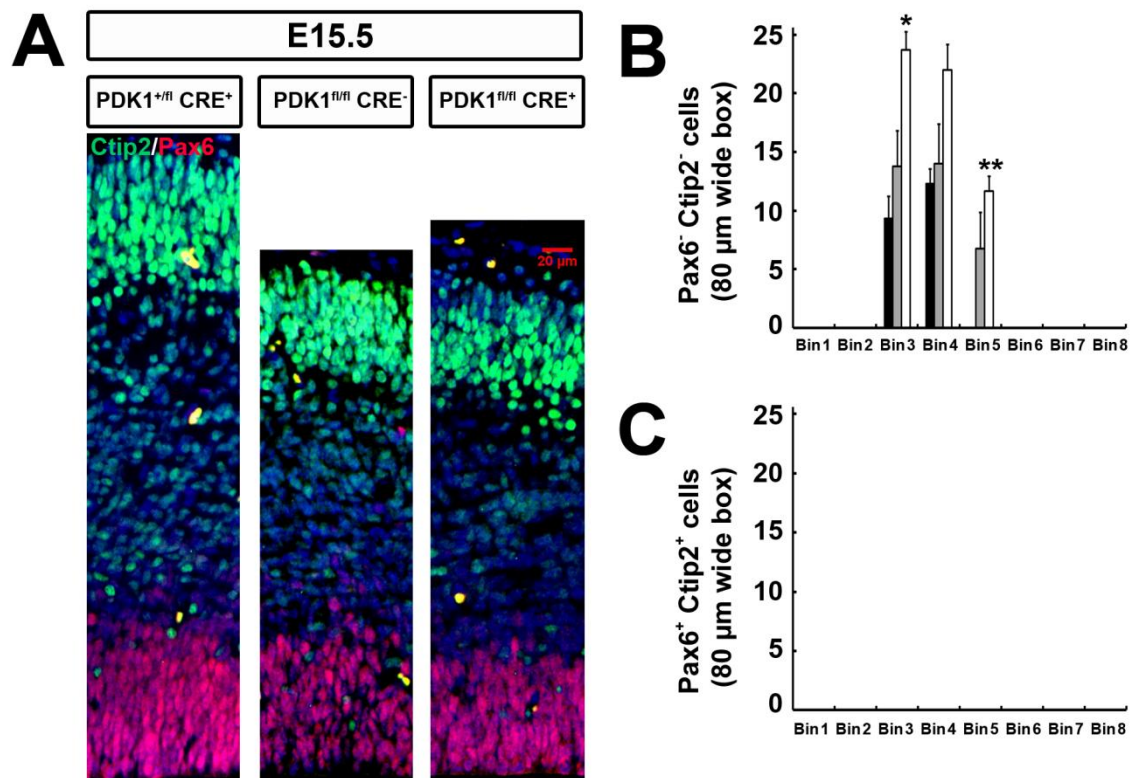 A
E15.5
PDK1+/fl CRE+
PDK1fl/fl CRE-
PDK1fl/fl CRE+
Ctip2/Pax6
20 µm
B
Pax6- Ctip2- cells
(80 µm wide box)
25
20
15
10
5
0
*
**
Bin1 Bin2 Bin3 Bin4 Bin5 Bin6 Bin7 Bin8
C
Pax6+ Ctip2+ cells
(80 µm wide box)
25
20
15
10
5
0
Bin1 Bin2 Bin3 Bin4 Bin5 Bin6 Bin7 Bin8